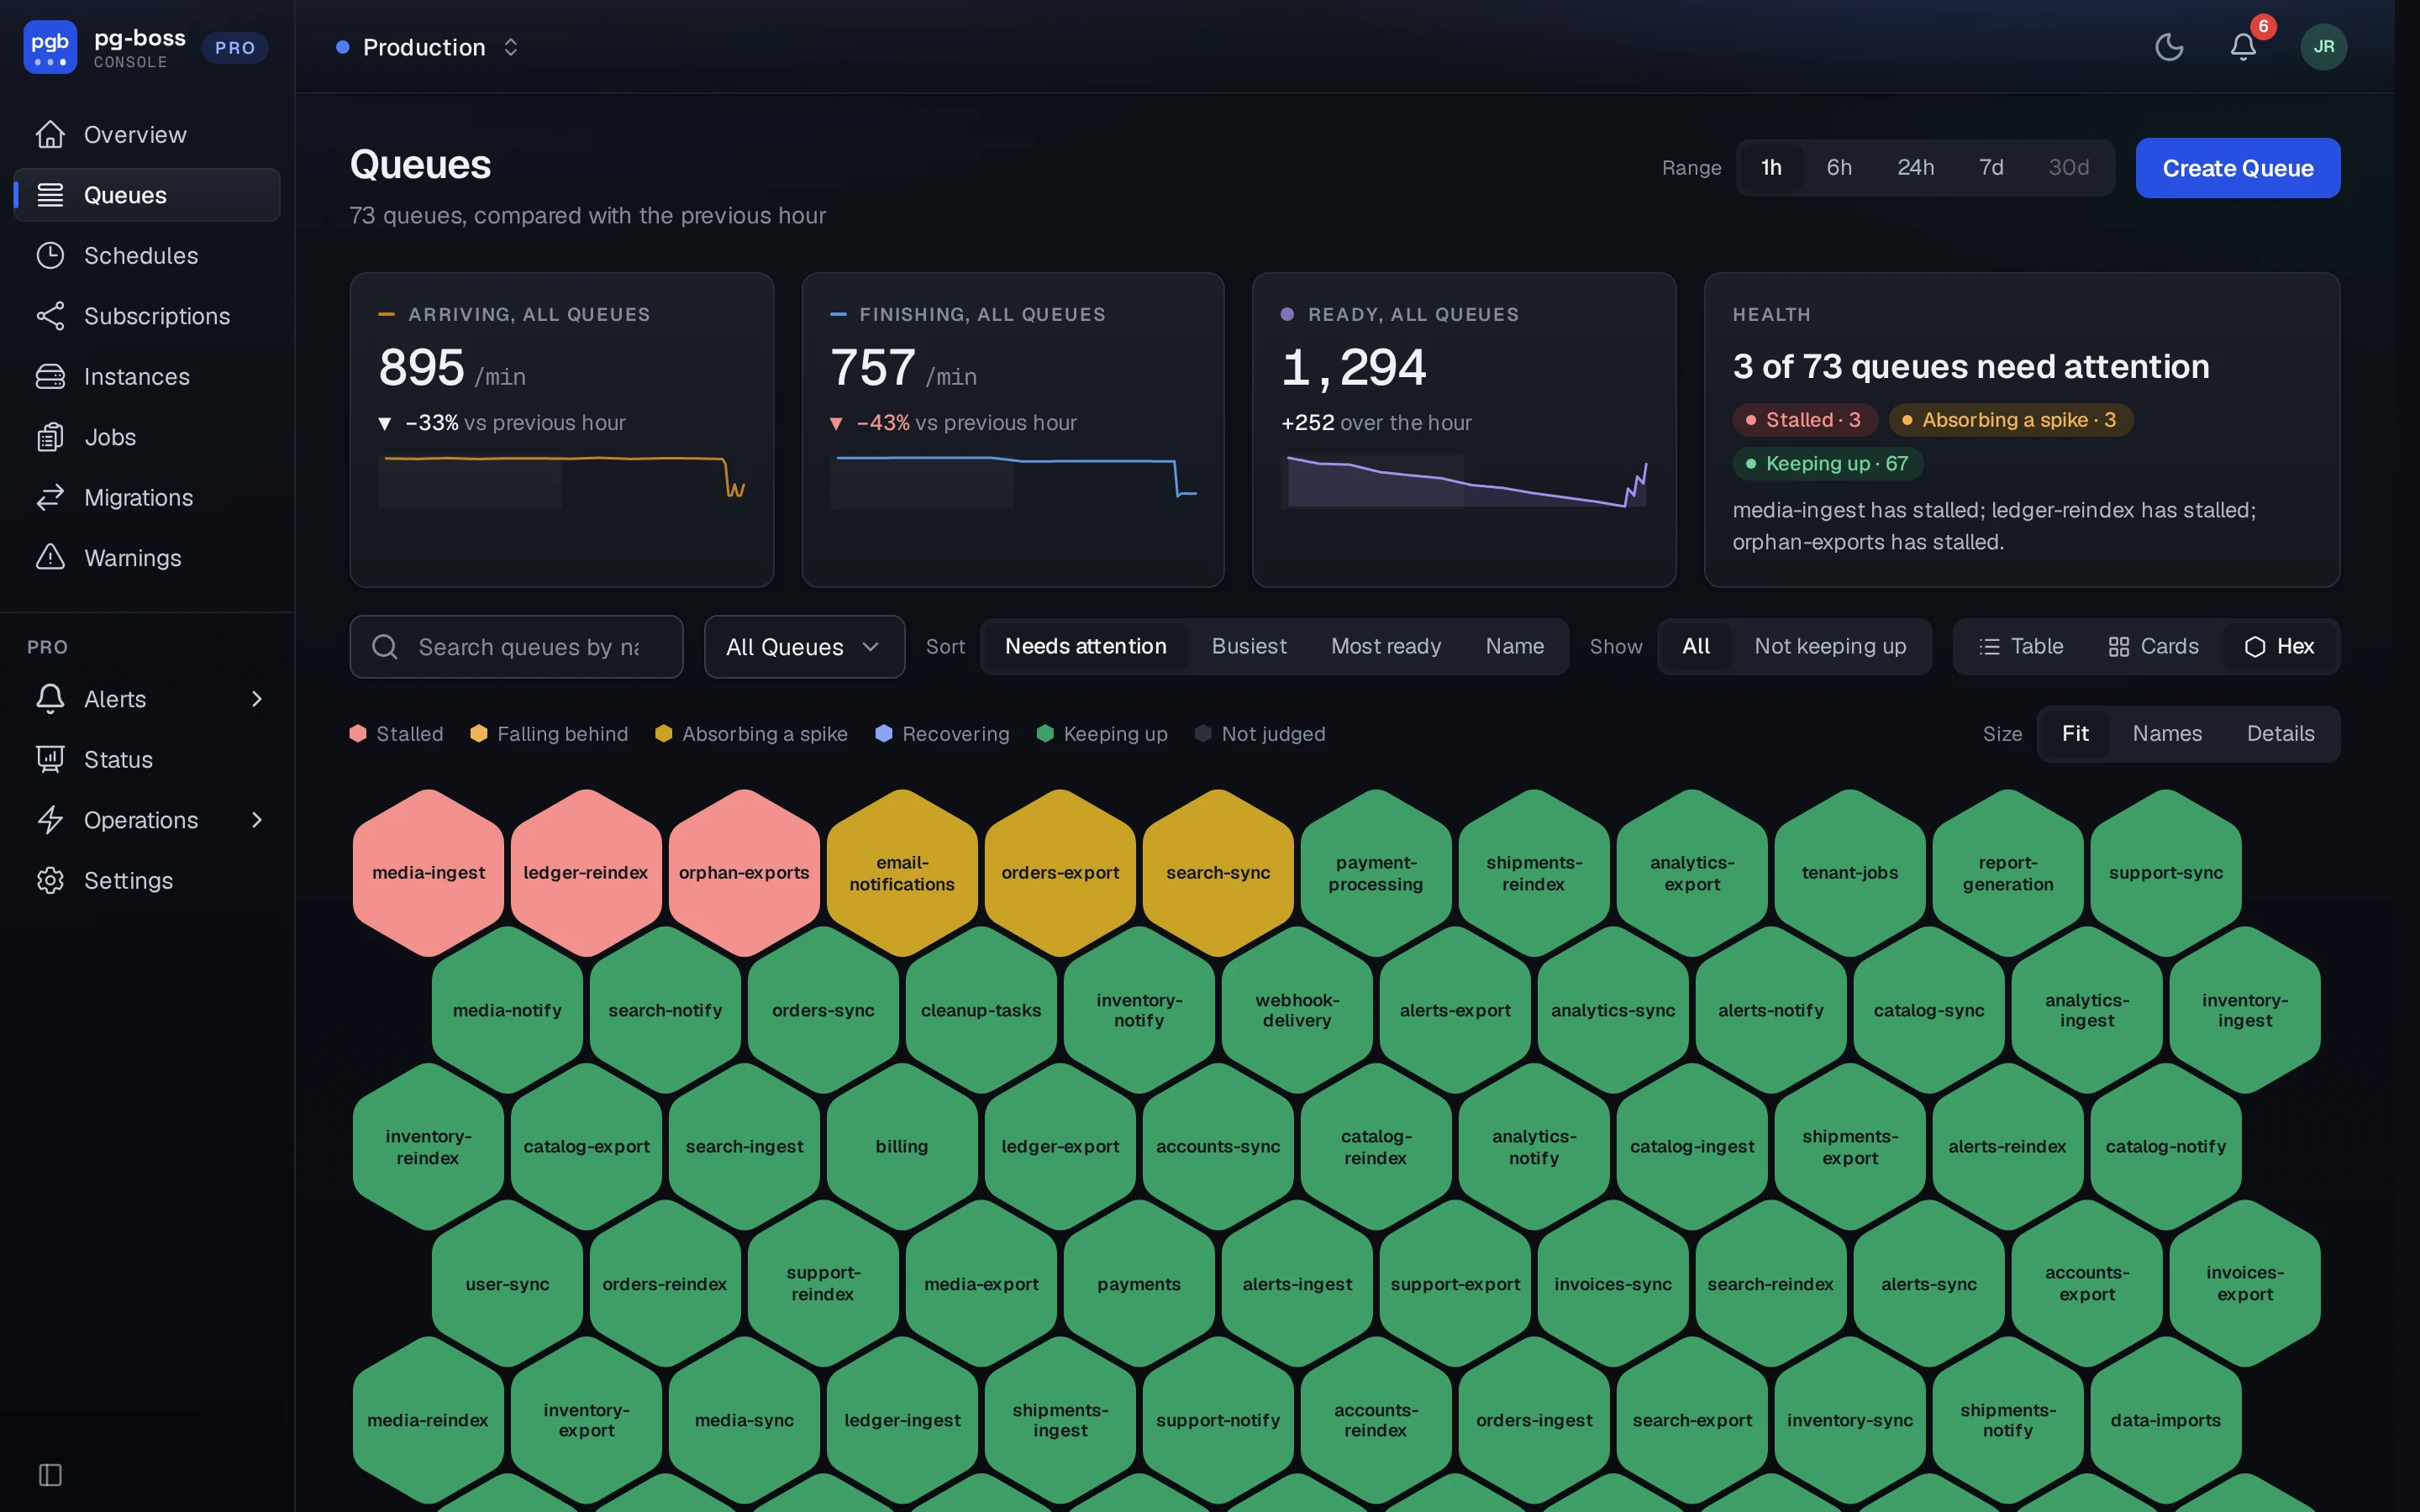 pgb
pg-boss
CONSOLE
PRO
Production
6
JR
Overview
Queues
Schedules
Subscriptions
Instances
Jobs
Migrations
Warnings
PRO
Alerts
Status
Operations
Settings
Queues
73 queues, compared with the previous hour
Range
1h 6h 24h 7d 30d
Create Queue
ARRIVING, ALL QUEUES
895 /min
▼ −33% vs previous hour
FINISHING, ALL QUEUES
757 /min
▼ −43% vs previous hour
READY, ALL QUEUES
1,294
+252 over the hour
HEALTH
3 of 73 queues need attention
Stalled · 3 Absorbing a spike · 3
Keeping up · 67
media-ingest has stalled; ledger-reindex has stalled;
orphan-exports has stalled.
Search queues by na
All Queues
Sort
Needs attention Busiest Most ready Name
Show
All Not keeping up
Table Cards Hex
Stalled Falling behind Absorbing a spike Recovering Keeping up Not judged
Size
Fit Names Details
media-ingest
ledger-reindex
orphan-exports
email-
notifications
orders-export
search-sync
payment-
processing
shipments-
reindex
analytics-
export
tenant-jobs
report-
generation
support-sync
media-notify
search-notify
orders-sync
cleanup-tasks
inventory-
notify
webhook-
delivery
alerts-export
analytics-sync
alerts-notify
catalog-sync
analytics-
ingest
inventory-
ingest
inventory-
reindex
catalog-export
search-ingest
billing
ledger-export
accounts-sync
catalog-
reindex
analytics-
notify
catalog-ingest
shipments-
export
alerts-reindex
catalog-notify
user-sync
orders-reindex
support-
reindex
media-export
payments
alerts-ingest
support-export
invoices-sync
search-reindex
alerts-sync
accounts-
export
invoices-
export
media-reindex
inventory-
export
media-sync
ledger-ingest
shipments-
ingest
support-notify
accounts-
reindex
orders-ingest
search-export
inventory-sync
shipments-
notify
data-imports